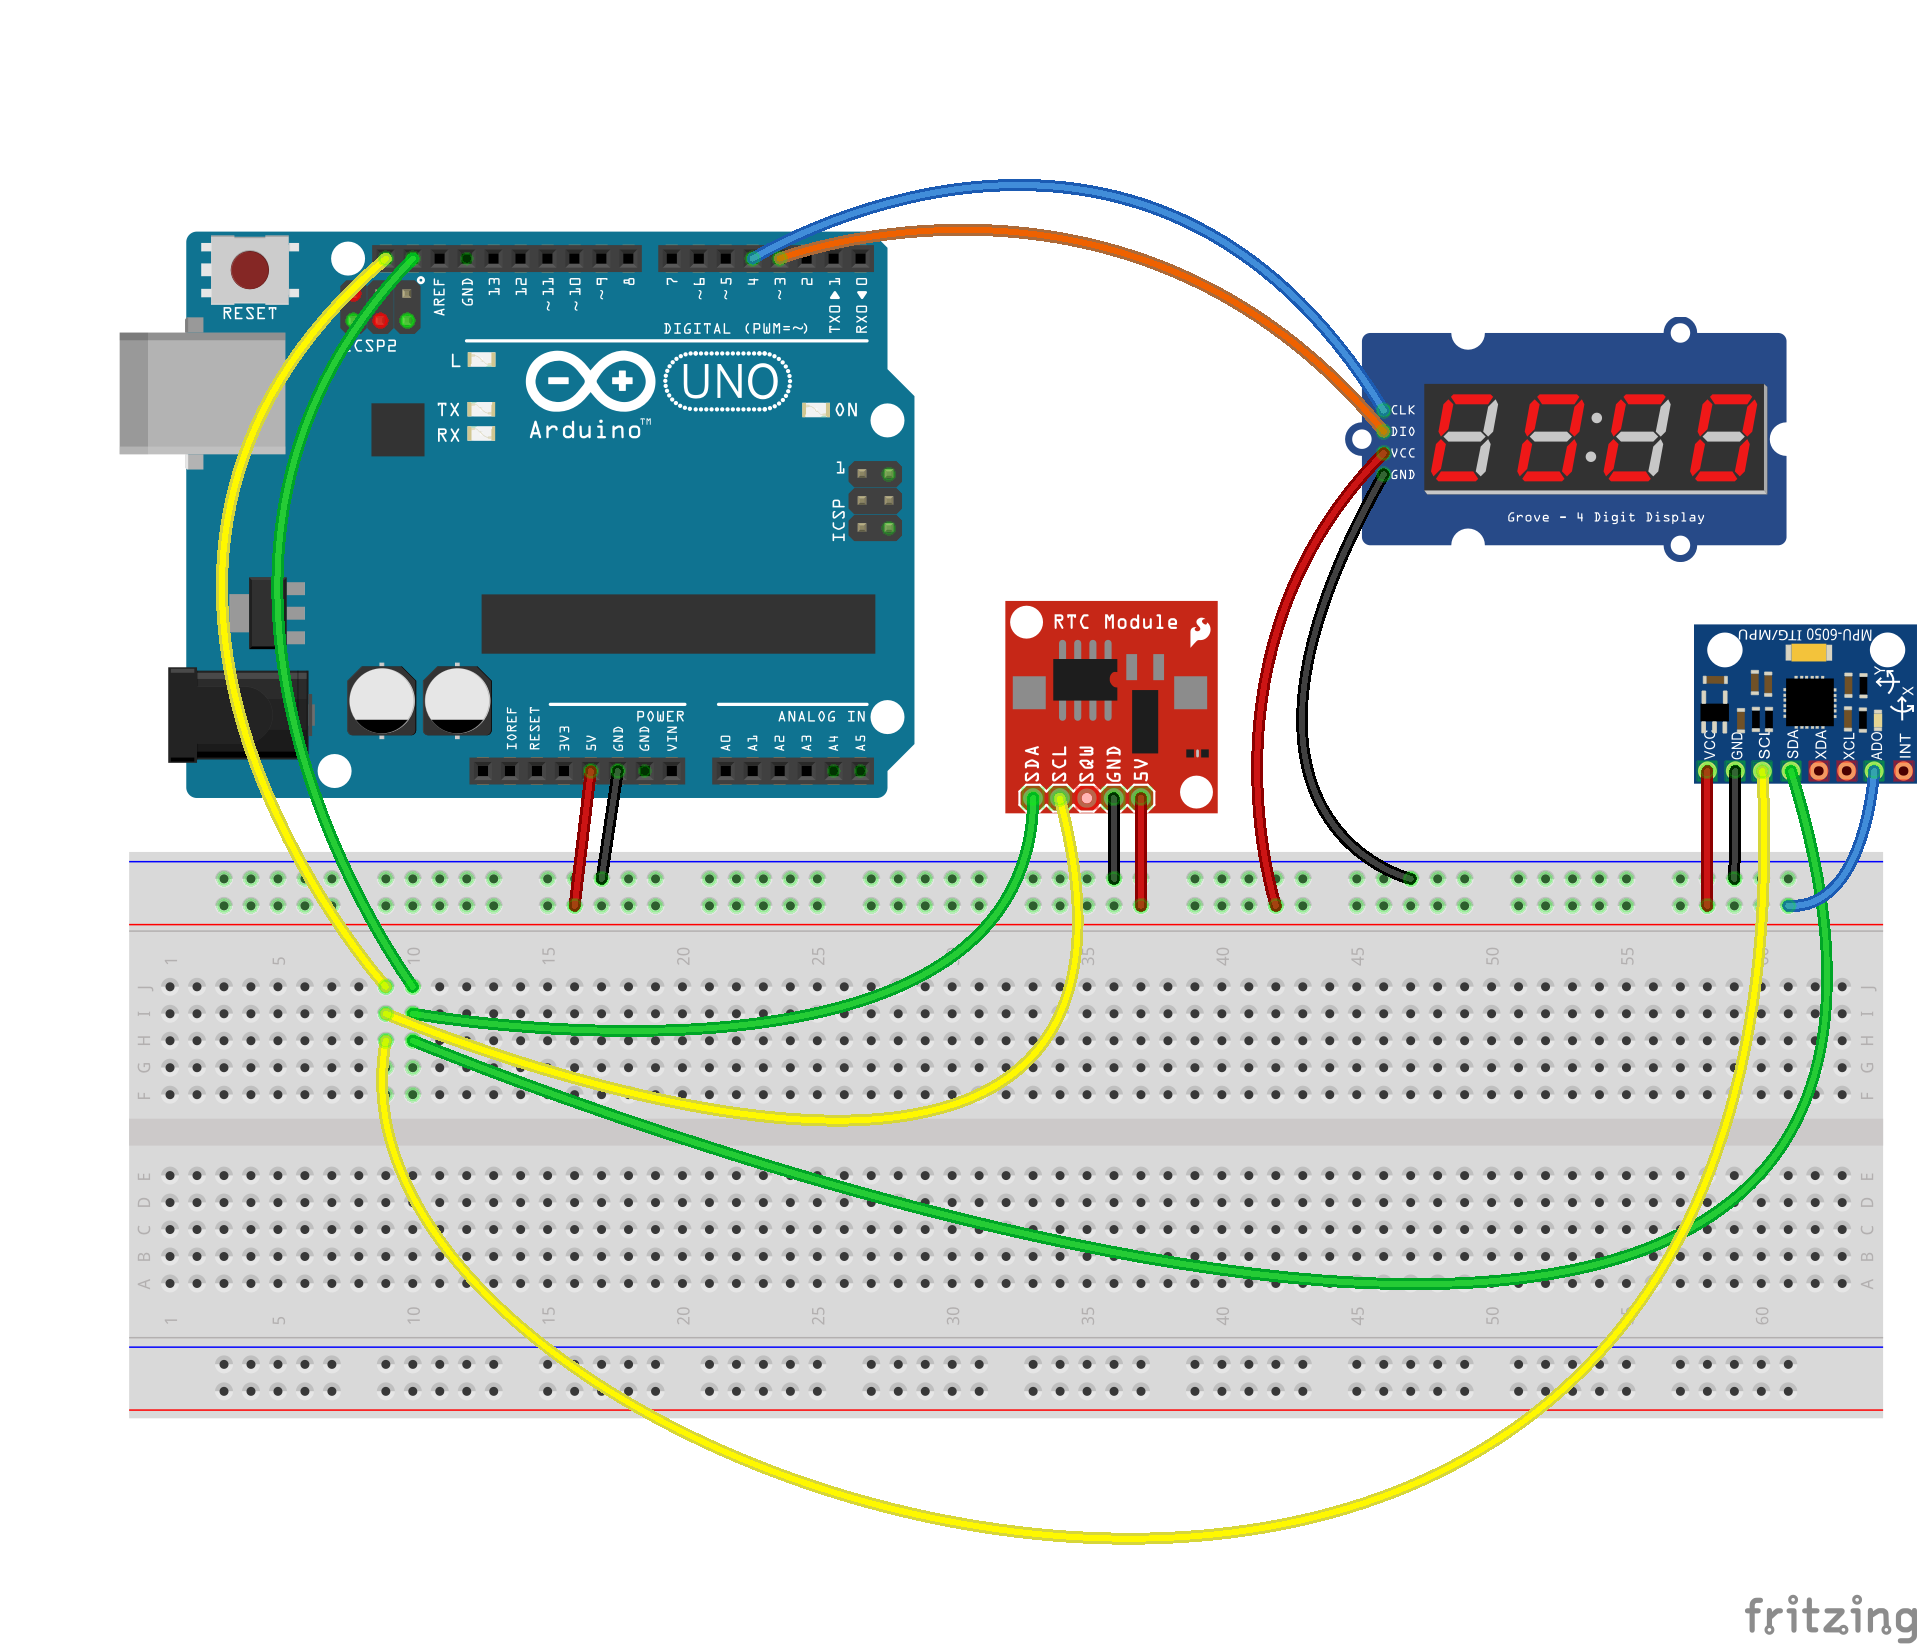 RESET
ICSP2
AREF
GND
13
12
~11
~10
~9
8
7
~6
~5
4
~3
2
TX0▶1
RX0◀0
DIGITAL (PWM=~)
L
TX
RX
UNO
ON
Arduino™
1
ICSP
IOREF
RESET
3V3
5V
GND
GND
VIN
POWER
A0
A1
A2
A3
A4
A5
ANALOG IN
CLK
DIO
VCC
GND
Grove - 4 Digit Display
RTC Module
SDA
SCL
SQW
GND
5V
MPU-6050 ITG/MPU
Y
X
VCC
GND
SCL
SDA
XDA
XCL
ADO
INT
1 5 10 15 20 25 35 40 45 50 55 60
J J
I I
H H
G G
F F
E E
D D
C C
B B
A A
1 5 10 15 20 25 30 35 40 45 50 60
fritzing